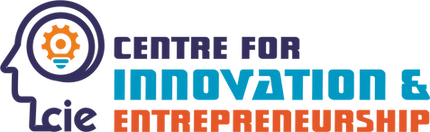 cie
CENTRE FOR
INNOVATION &
ENTREPRENEURSHIP